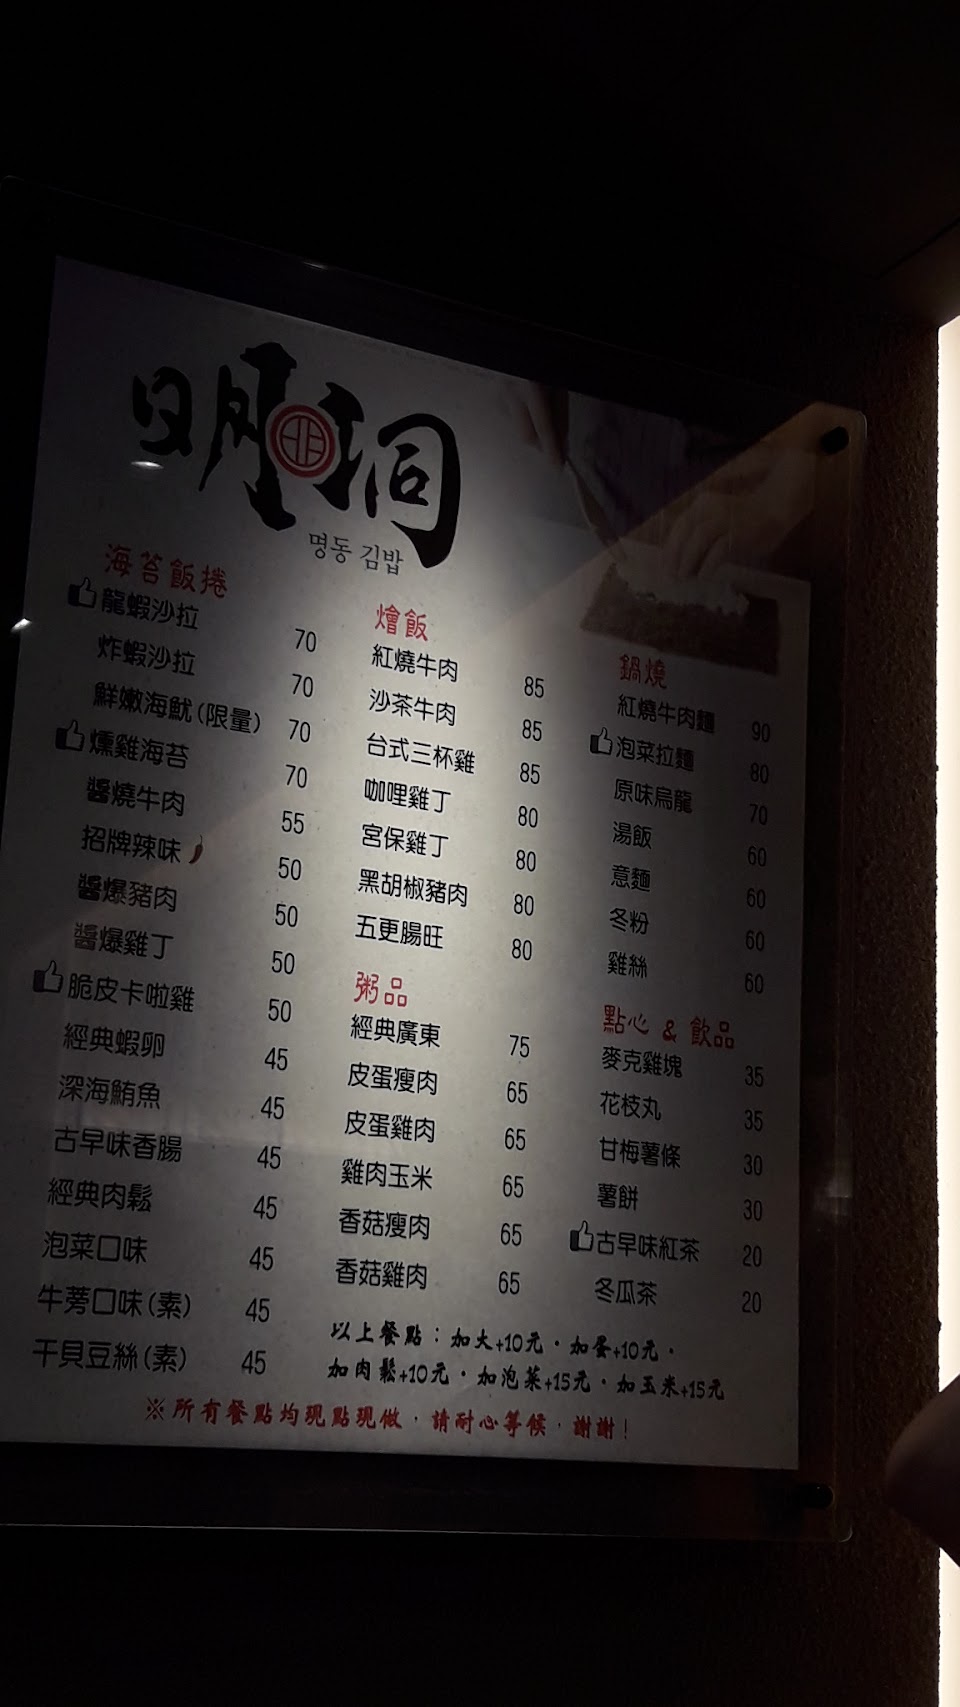 明洞
명동 김밥
海苔飯捲
龍蝦沙拉 70
炸蝦沙拉 70
鮮嫩海魷(限量) 70
燻雞海苔 70
醬燒牛肉 55
招牌辣味 50
醬爆豬肉 50
醬爆雞丁 50
脆皮卡啦雞 50
經典蝦卵 45
深海鮪魚 45
古早味香腸 45
經典肉鬆 45
泡菜口味 45
牛蒡口味(素) 45
干貝豆絲(素) 45
燴飯
紅燒牛肉 85
沙茶牛肉 85
台式三杯雞 85
咖哩雞丁 80
宮保雞丁 80
黑胡椒豬肉 80
五更腸旺 80
粥品
經典廣東 75
皮蛋瘦肉 65
皮蛋雞肉 65
雞肉玉米 65
香菇瘦肉 65
香菇雞肉 65
鍋燒
紅燒牛肉麵 90
泡菜拉麵 80
原味烏龍 70
湯飯 60
意麵 60
冬粉 60
雞絲 60
點心 & 飲品
麥克雞塊 35
花枝丸 35
甘梅薯條 30
薯餅 30
古早味紅茶 20
冬瓜茶 20
以上餐點：加大+10元・加蛋+10元・
加肉鬆+10元・加泡菜+15元・加玉米+15元
※所有餐點均現點現做，請耐心等候，謝謝！